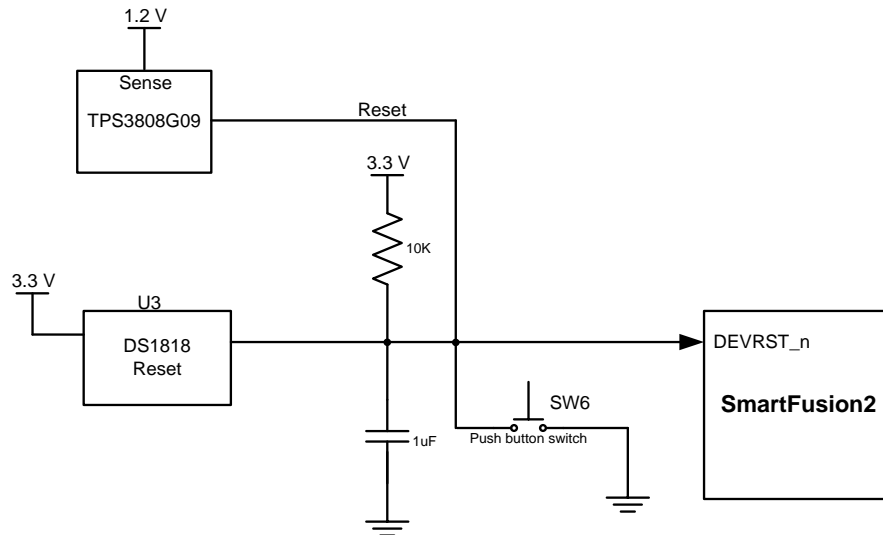 1.2 V
Sense
TPS3808G09
Reset
3.3 V
10K
3.3 V
U3
DS1818
Reset
DEVRST_n
SmartFusion2
SW6
Push button switch
1uF